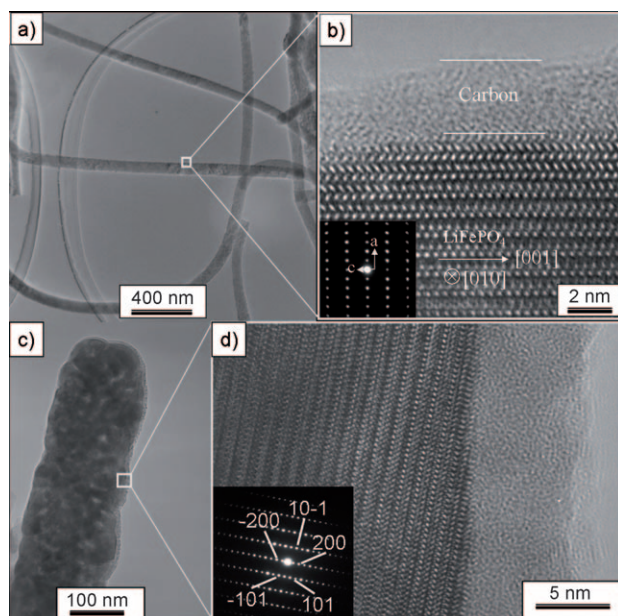 a)
400 nm
b)
Carbon
LiFePO₄
[001]
⊗[010]
a
c
2 nm
c)
100 nm
d)
-200
10-1
200
-101
101
5 nm